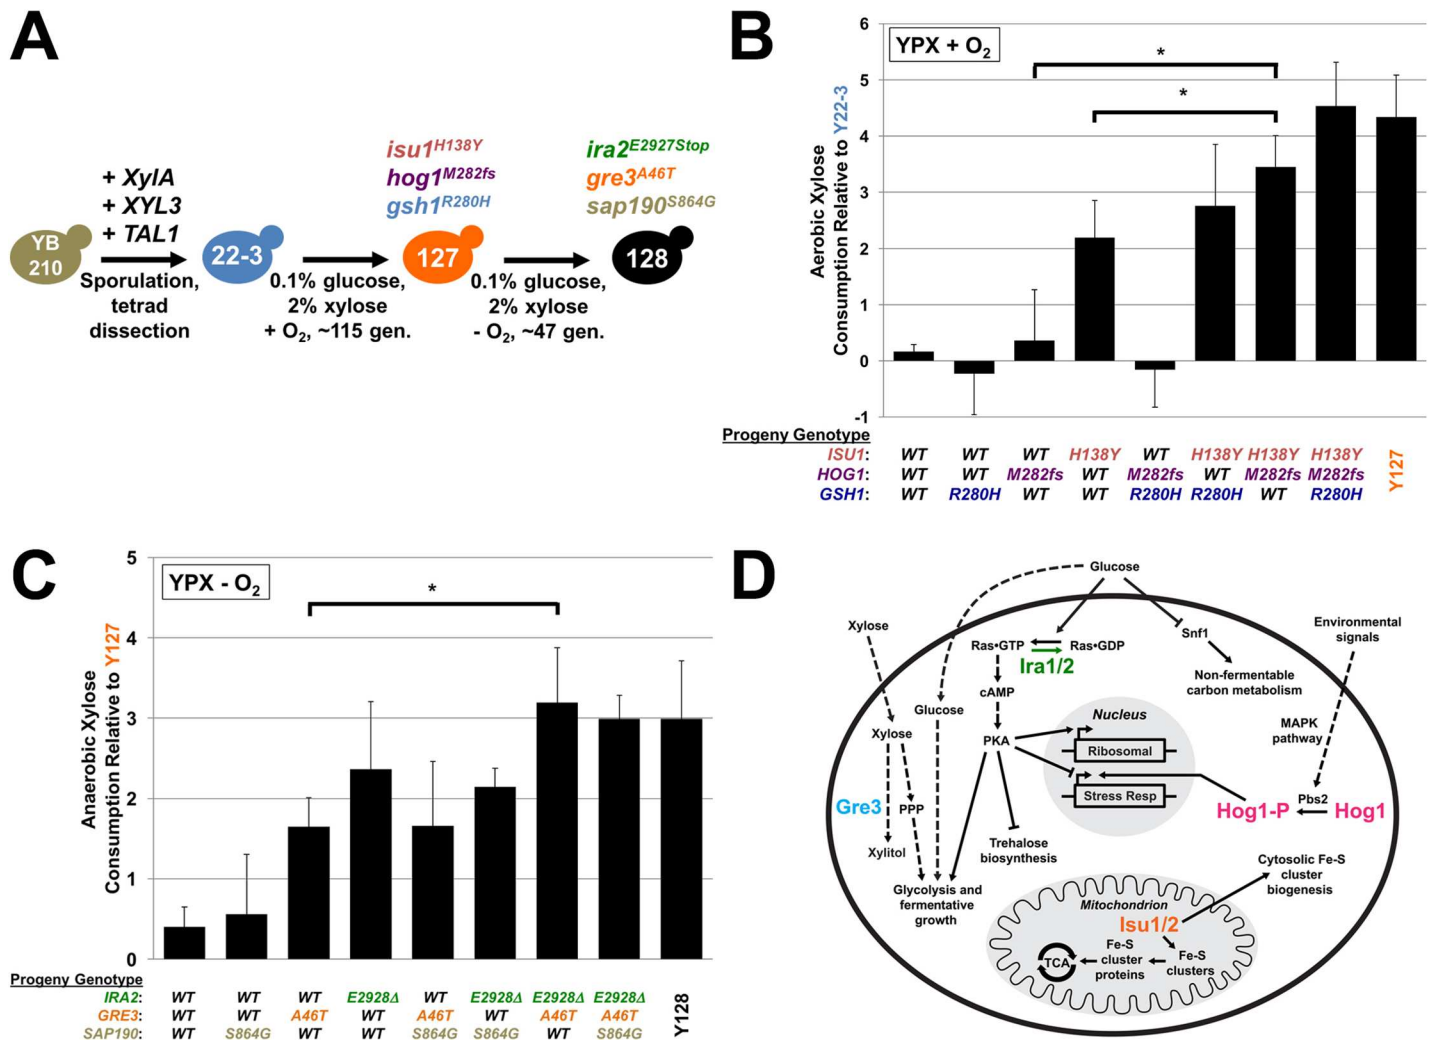 A
+ XylA
+ XYL3
+ TAL1
isu1H138Y
hog1M282fs
gsh1R280H
ira2E2927Stop
gre3A46T
sap190S864G
YB
210
22-3
127
128
Sporulation,
tetrad
dissection
0.1% glucose,
2% xylose
+ O2, ~115 gen.
0.1% glucose,
2% xylose
- O2, ~47 gen.
B
YPX + O2
Aerobic Xylose
Consumption Relative to Y22-3
6
5
4
3
2
1
0
-1
*
*
Progeny Genotype
ISU1: WT WT WT H138Y WT H138Y H138Y H138Y
HOG1: WT WT M282fs WT M282fs WT M282fs M282fs
GSH1: WT R280H WT WT R280H R280H WT R280H
Y127
C
YPX - O2
Anaerobic Xylose
Consumption Relative to Y127
5
4
3
2
1
0
*
Progeny Genotype
IRA2: WT WT WT E2928Δ WT E2928Δ E2928Δ E2928Δ
GRE3: WT WT A46T WT A46T WT A46T A46T
SAP190: WT S864G WT WT S864G S864G WT S864G
Y128
D
Glucose
Xylose
Environmental
signals
Snf1
Ras•GTP
Ras•GDP
Ira1/2
Non-fermentable
carbon metabolism
cAMP
Glucose
Nucleus
MAPK
pathway
Xylose
PKA
Ribosomal
Stress Resp
Gre3
PPP
Hog1-P
Pbs2
Hog1
Xylitol
Trehalose
biosynthesis
Cytosolic Fe-S
cluster
biogenesis
Glycolysis and
fermentative
growth
Mitochondrion
Isu1/2
TCA
Fe-S
cluster
proteins
Fe-S
clusters